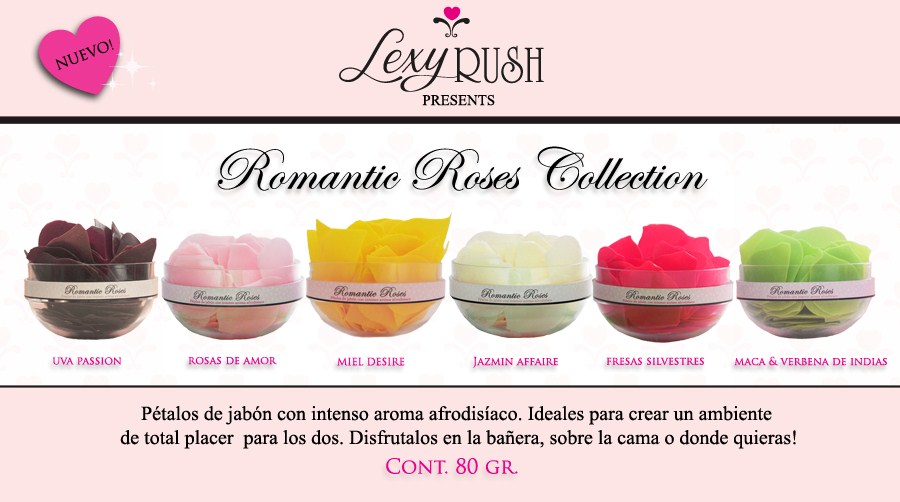 NUEVO!
Lexy RUSH
PRESENTS
Romantic Roses Collection
Romantic Roses
Romantic Roses
Romantic Roses
Romantic Roses
Romantic Roses
Romantic Roses
UVA PASSION
ROSAS DE AMOR
MIEL DESIRE
JAZMIN AFFAIRE
FRESAS SILVESTRES
MACA & VERBENA DE INDIAS
Pétalos de jabón con intenso aroma afrodisíaco. Ideales para crear un ambiente
de total placer para los dos. Disfrutalos en la bañera, sobre la cama o donde quieras!
CONT. 80 GR.